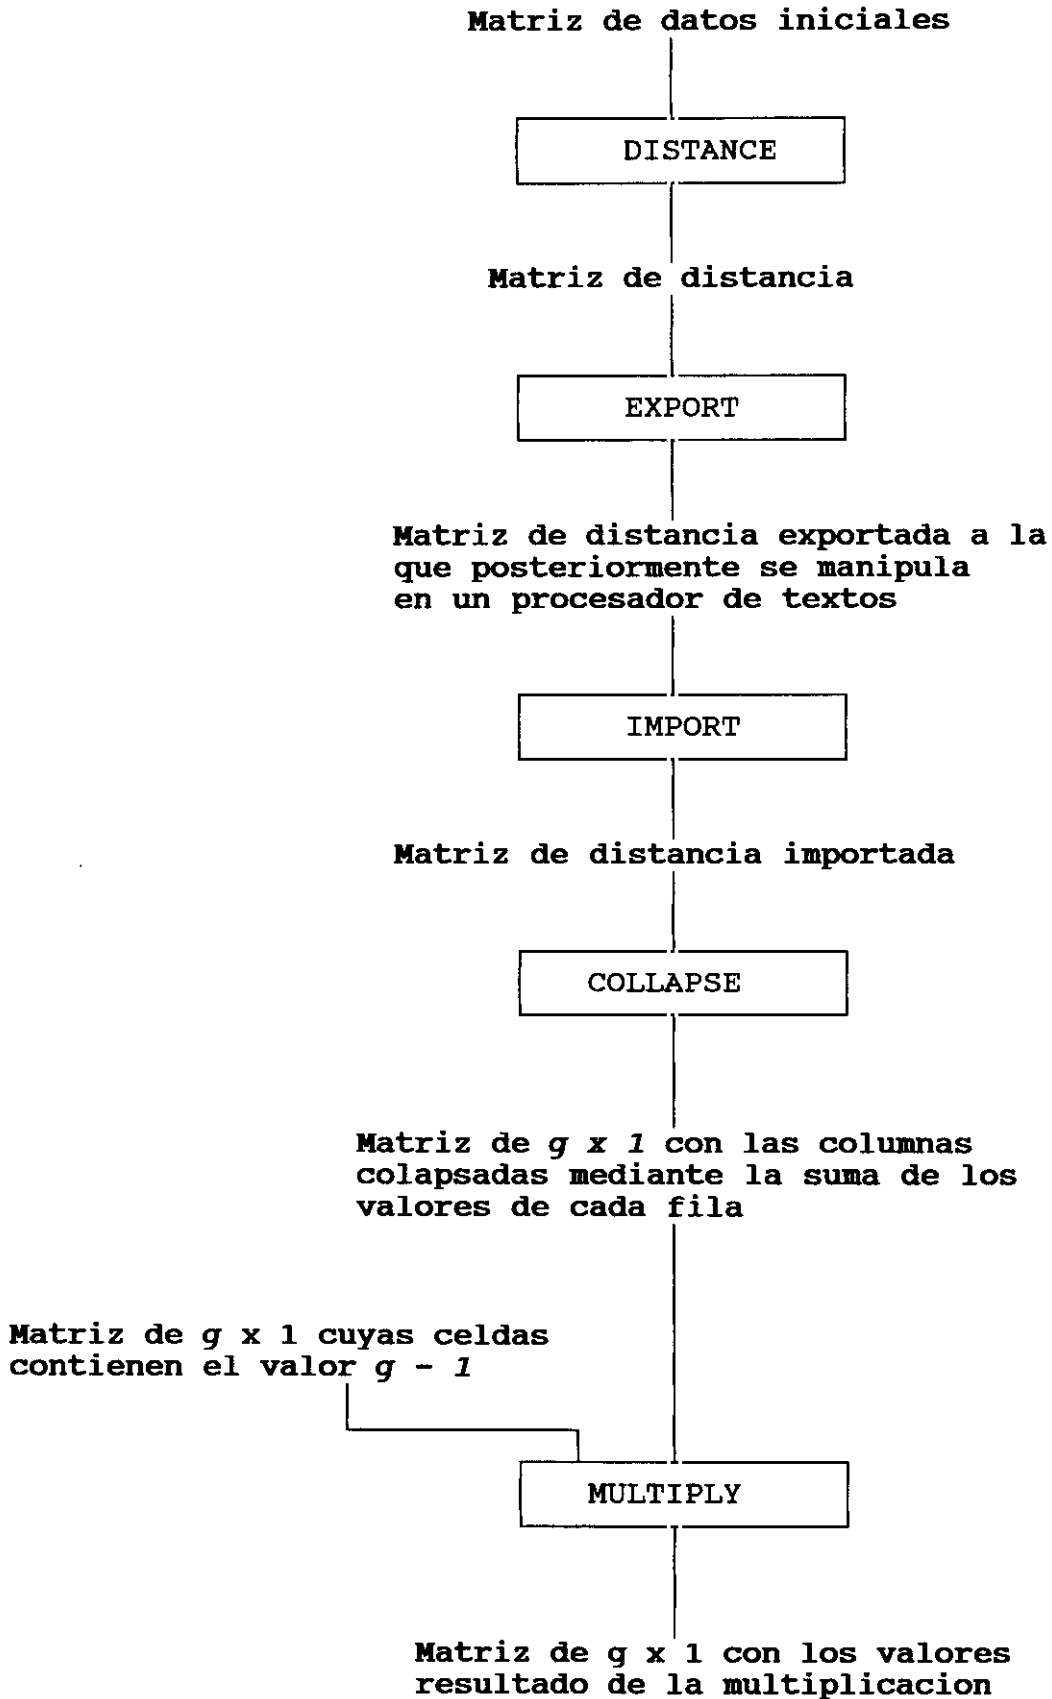 Matriz de datos iniciales
DISTANCE
Matriz de distancia
EXPORT
Matriz de distancia exportada a la
que posteriormente se manipula
en un procesador de textos
IMPORT
Matriz de distancia importada
COLLAPSE
Matriz de g x 1 con las columnas
colapsadas mediante la suma de los
valores de cada fila
Matriz de g x 1 cuyas celdas
contienen el valor g - 1
MULTIPLY
Matriz de g x 1 con los valores
resultado de la multiplicacion